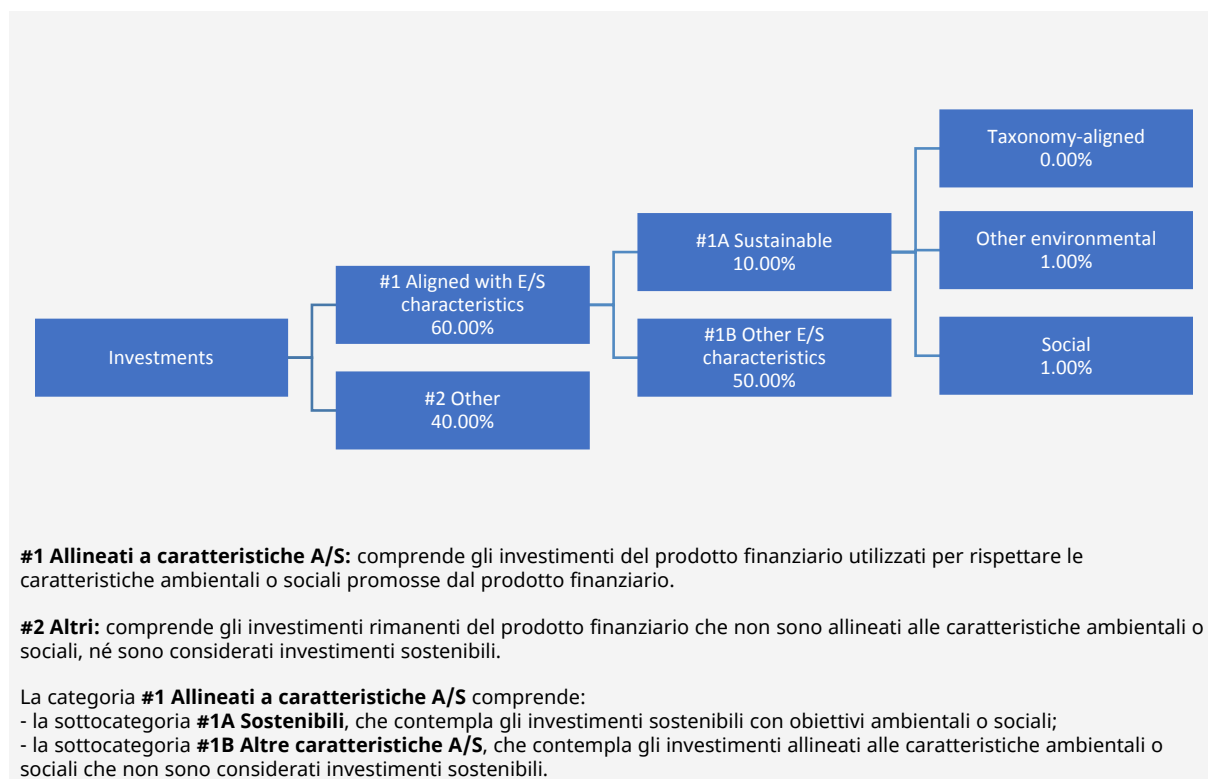 Investments
#1 Aligned with E/S
characteristics
60.00%
#2 Other
40.00%
#1A Sustainable
10.00%
#1B Other E/S
characteristics
50.00%
Taxonomy-aligned
0.00%
Other environmental
1.00%
Social
1.00%
#1 Allineati a caratteristiche A/S: comprende gli investimenti del prodotto finanziario utilizzati per rispettare le
caratteristiche ambientali o sociali promosse dal prodotto finanziario.
#2 Altri: comprende gli investimenti rimanenti del prodotto finanziario che non sono allineati alle caratteristiche ambientali o
sociali, né sono considerati investimenti sostenibili.
La categoria #1 Allineati a caratteristiche A/S comprende:
- la sottocategoria #1A Sostenibili, che contempla gli investimenti sostenibili con obiettivi ambientali o sociali;
- la sottocategoria #1B Altre caratteristiche A/S, che contempla gli investimenti allineati alle caratteristiche ambientali o
sociali che non sono considerati investimenti sostenibili.